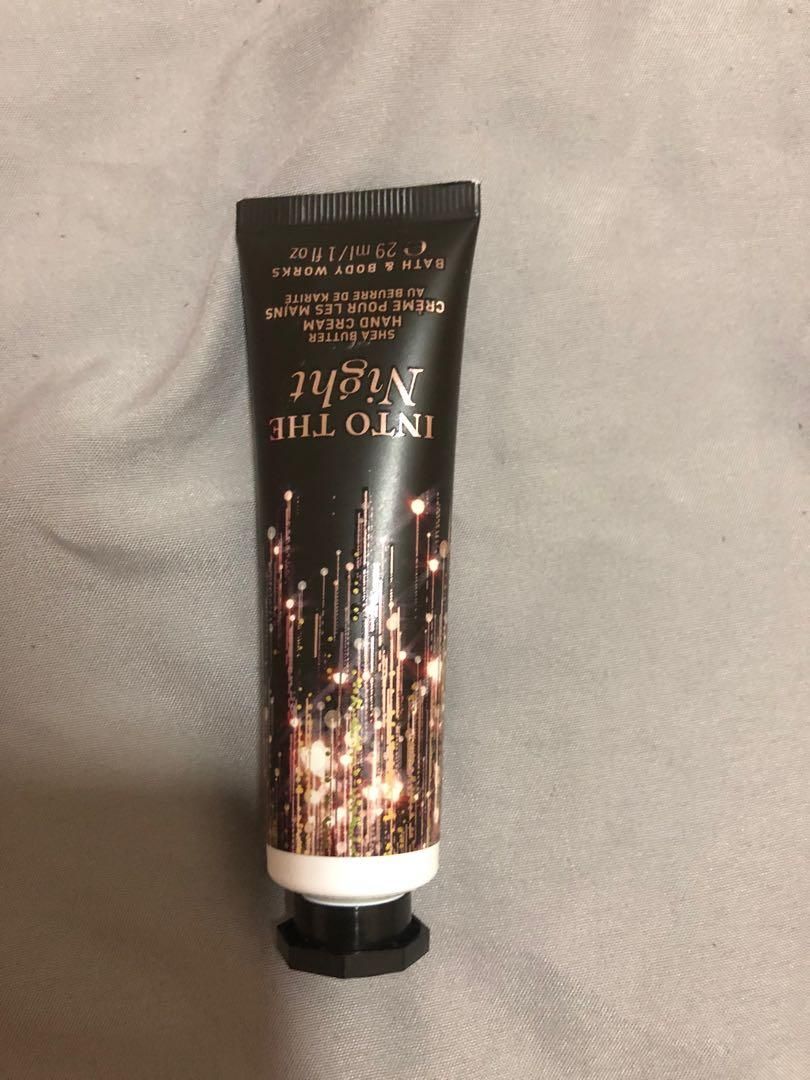 INTO THE
Night
SHEA BUTTER
HAND CREAM
CRÈME POUR LES MAINS
AU BEURRE DE KARITÉ
BATH & BODY WORKS
℮ 29 ml/1 fl oz